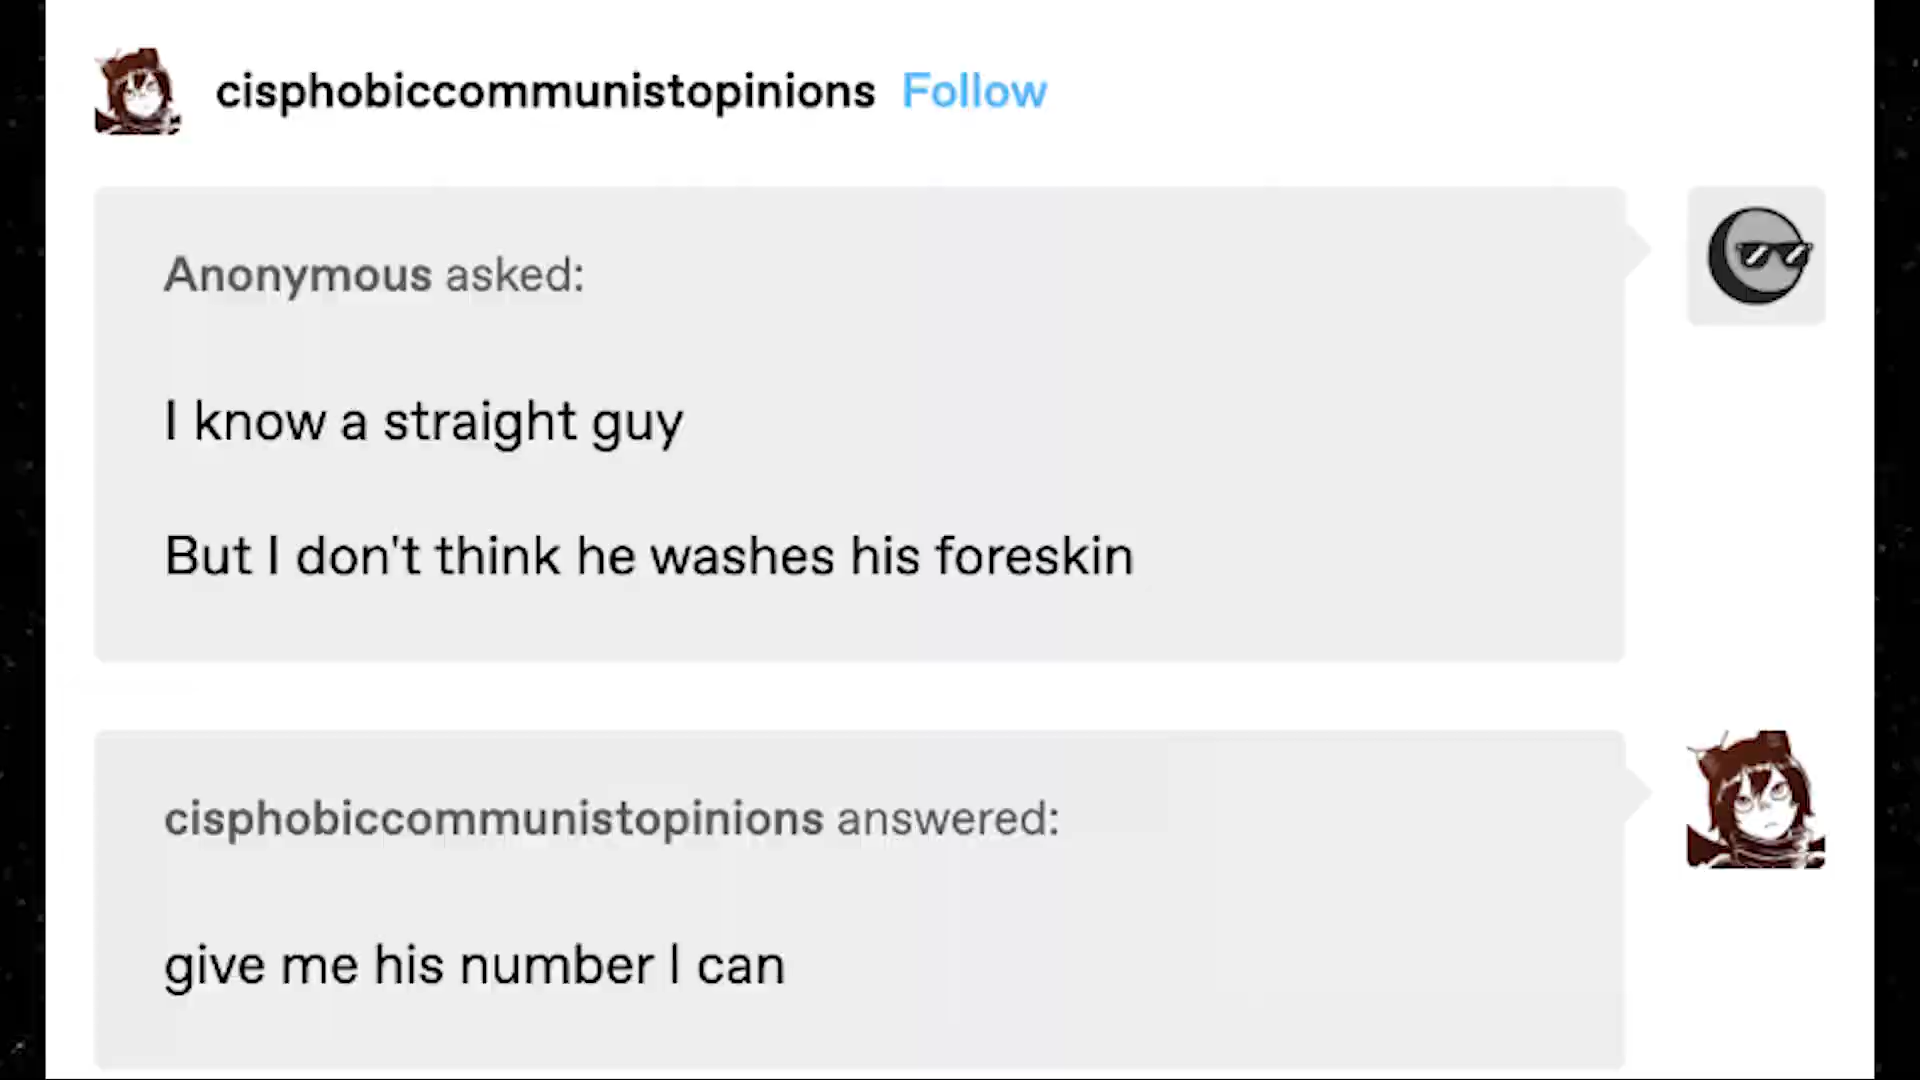 cisphobiccommunistopinions Follow
Anonymous asked:
I know a straight guy
But I don't think he washes his foreskin
cisphobiccommunistopinions answered:
give me his number I can